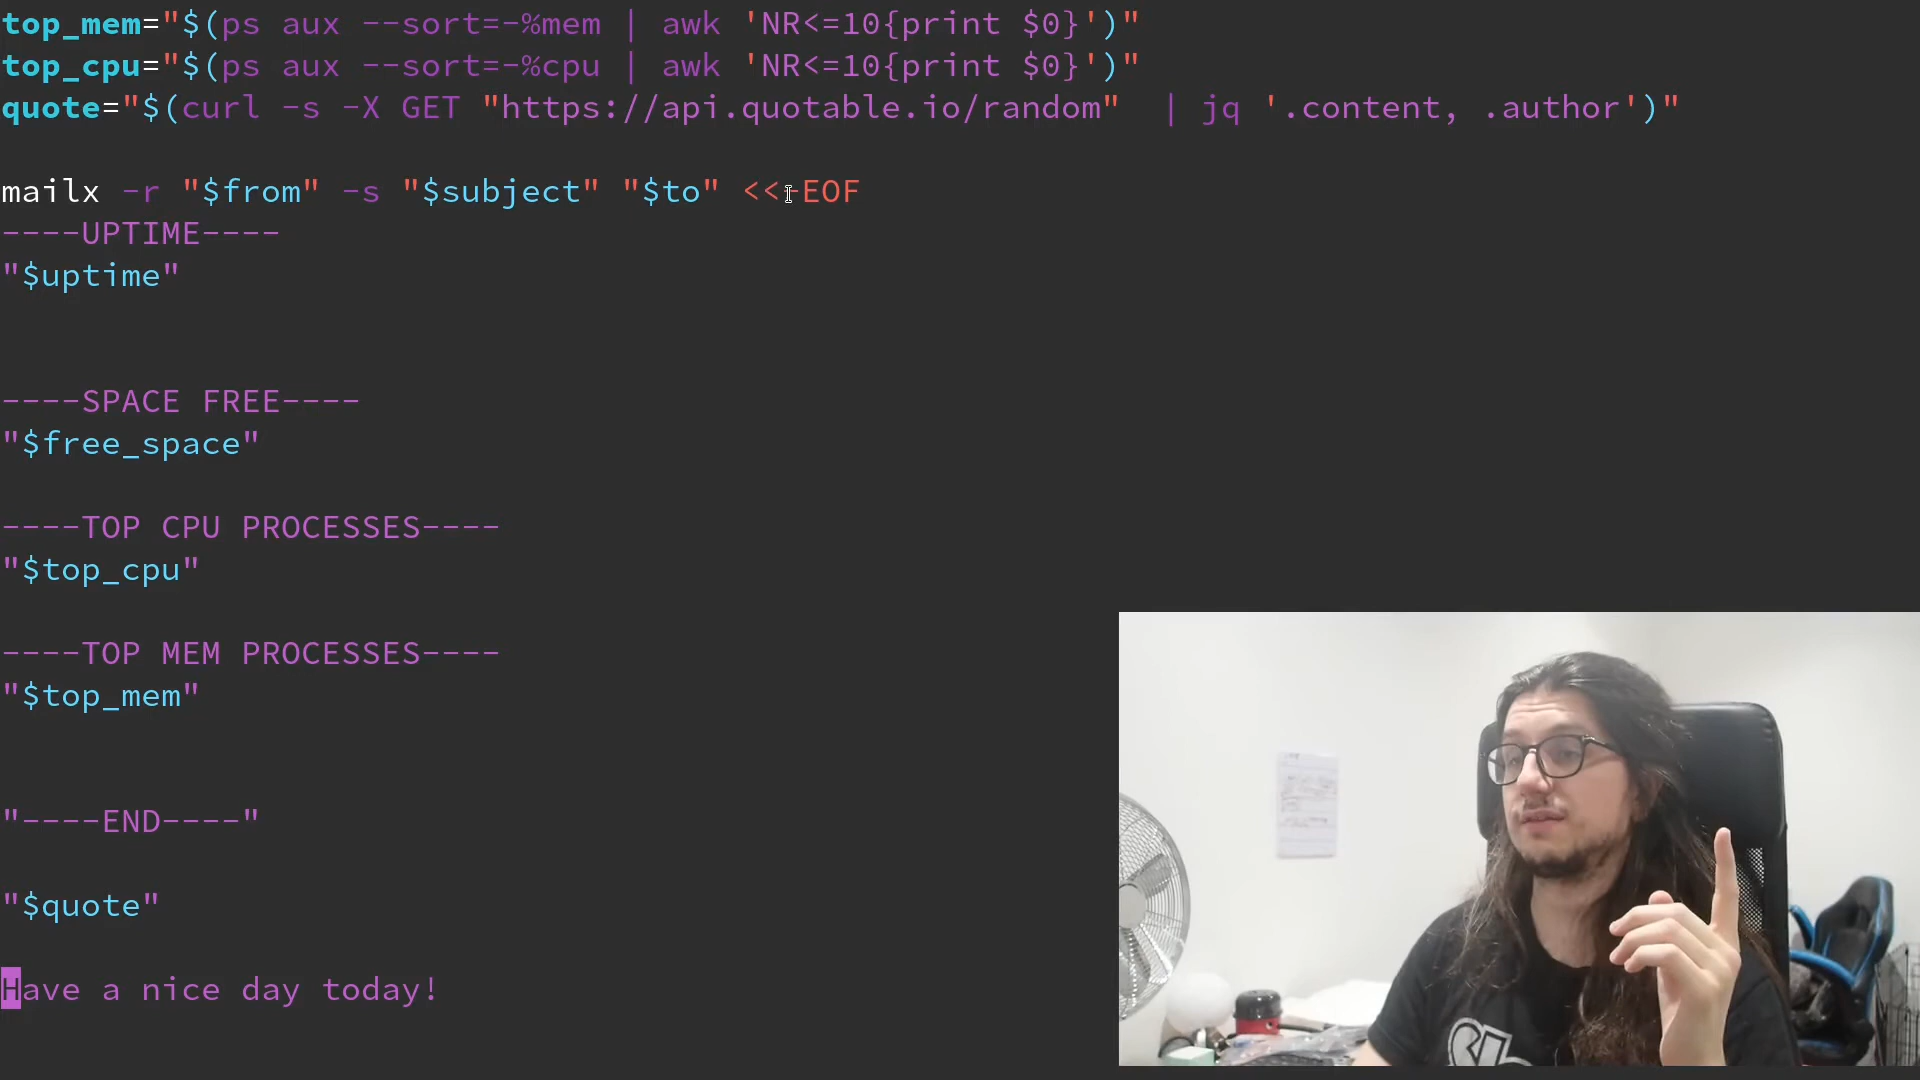 top_mem="$(ps aux --sort=-%mem | awk 'NR<=10{print $0}')"
top_cpu="$(ps aux --sort=-%cpu | awk 'NR<=10{print $0}')"
quote="$(curl -s -X GET "https://api.quotable.io/random"  | jq '.content, .author')"
mailx -r "$from" -s "$subject" "$to" <<-EOF
----UPTIME----
"$uptime"
----SPACE FREE----
"$free_space"
----TOP CPU PROCESSES----
"$top_cpu"
----TOP MEM PROCESSES----
"$top_mem"
"----END----"
"$quote"
Have a nice day today!